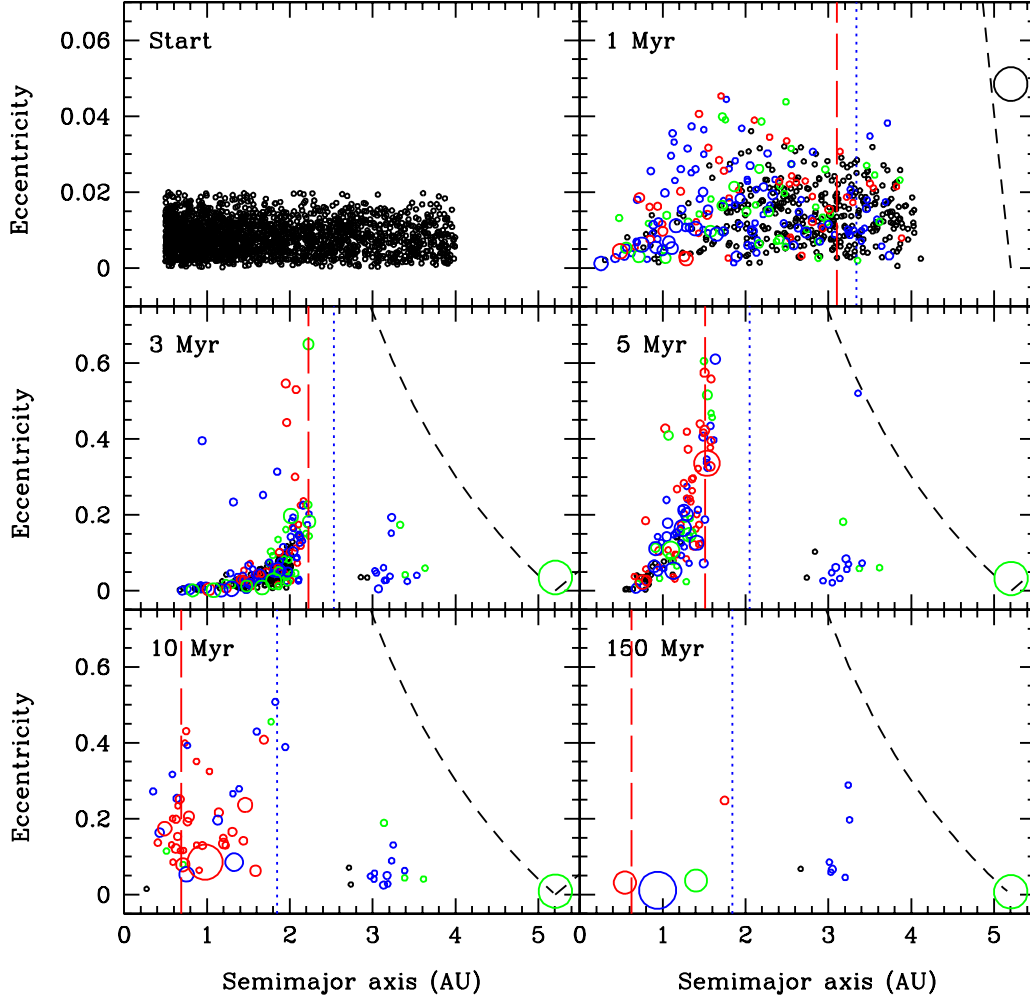 Start
1 Myr
0.06
0.04
0.02
0
Eccentricity
3 Myr
5 Myr
0.6
0.4
0.2
0
Eccentricity
10 Myr
150 Myr
0.6
0.4
0.2
0
Eccentricity
0 1 2 3 4 5 0 1 2 3 4 5
Semimajor axis (AU) Semimajor axis (AU)